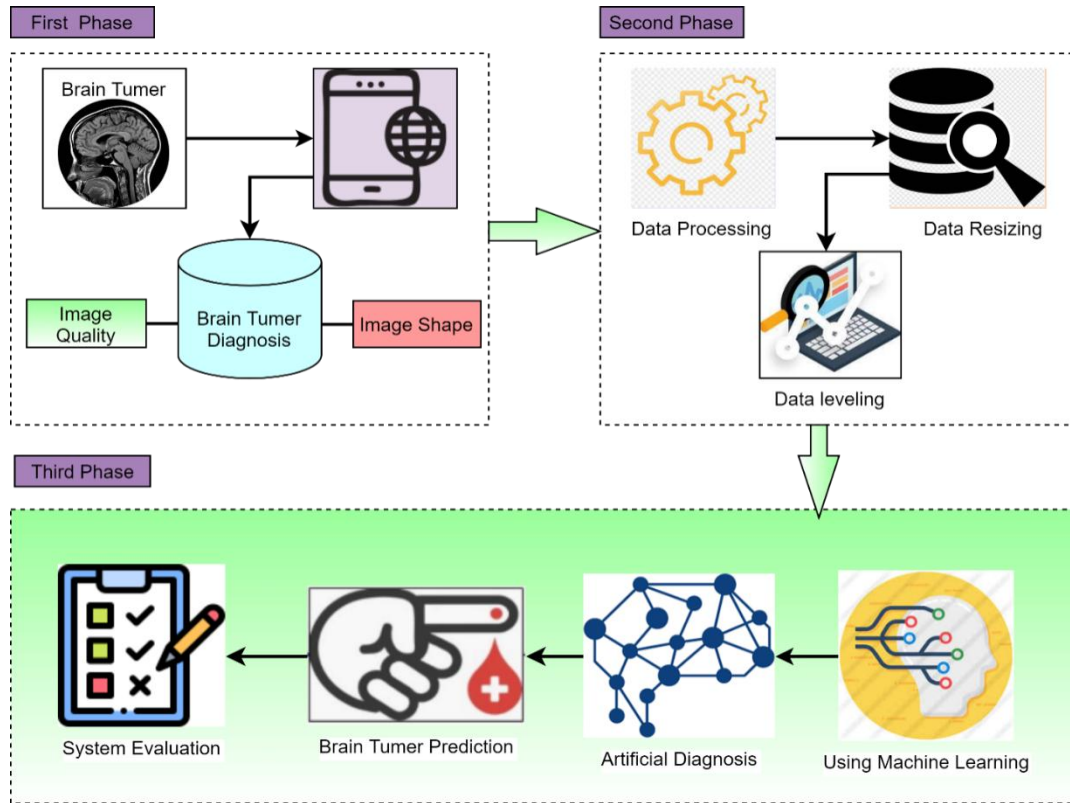 First Phase
Brain Tumer
Image
Quality
Brain Tumer
Diagnosis
Image Shape
Second Phase
Data Processing
Data Resizing
Data leveling
Third Phase
System Evaluation
Brain Tumer Prediction
Artificial Diagnosis
Using Machine Learning